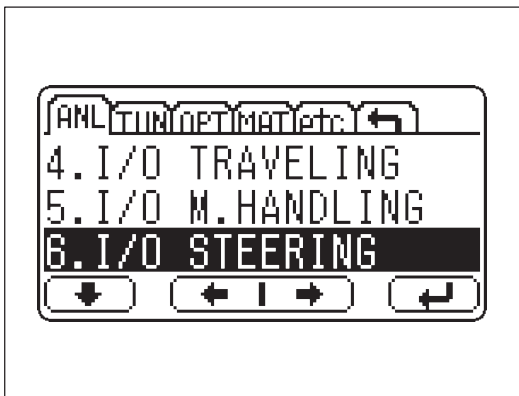 ANL TUN OPT MAT etc.
4.I/O TRAVELING
5.I/O M.HANDLING
6.I/O STEERING